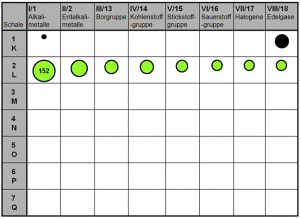 Schale
I/1
Alkali-
metalle
II/2
Erdalkali-
metalle
III/13
Borgruppe
IV/14
Kohlenstoff-
gruppe
V/15
Stickstoff-
gruppe
VI/16
Sauerstoff
-gruppe
VII/17
Halogene
VIII/18
Edelgase
1
K
2
L
152
3
M
4
N
5
O
6
P
7
Q